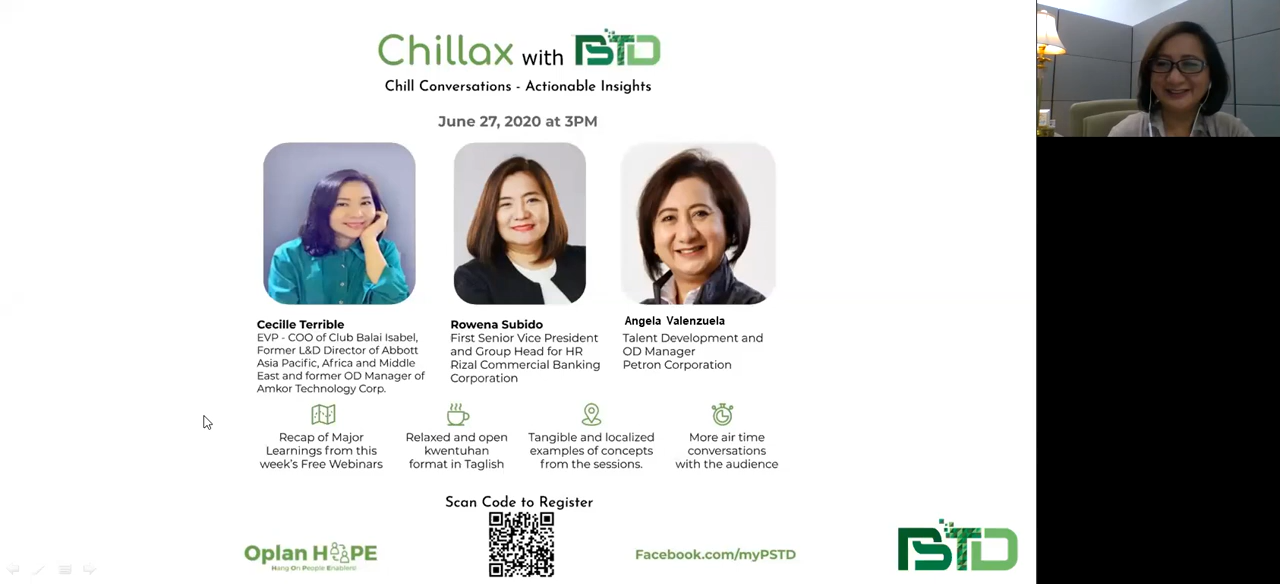 Chillax with PSTD
Chill Conversations - Actionable Insights
June 27, 2020 at 3PM
Cecille Terrible
EVP - COO of Club Balai Isabel,
Former L&D Director of Abbott
Asia Pacific, Africa and Middle
East and former OD Manager of
Amkor Technology Corp.
Rowena Subido
First Senior Vice President
and Group Head for HR
Rizal Commercial Banking
Corporation
Angela Valenzuela
Talent Development and
OD Manager
Petron Corporation
Recap of Major
Learnings from this
week's Free Webinars
Relaxed and open
kwentuhan
format in Taglish
Tangible and localized
examples of concepts
from the sessions.
More air time
conversations
with the audience
Scan Code to Register
Oplan HOPE
Hang On People Enablers!
Facebook.com/myPSTD
PSTD